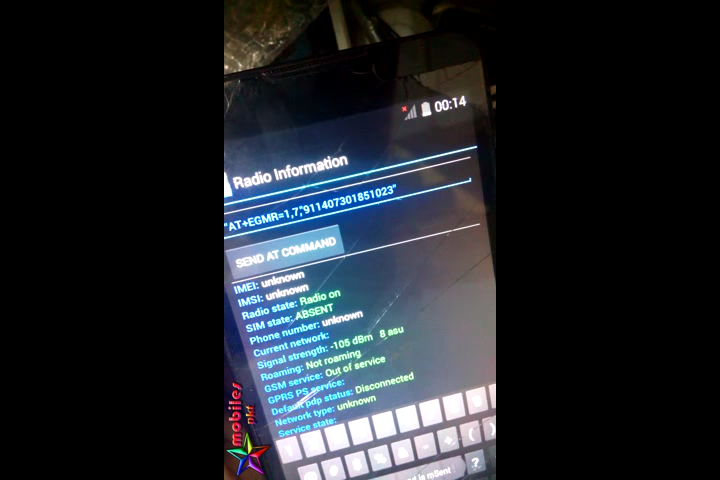 00:14
Radio Information
"AT+EGMR=1,7,"911407301851023"
SEND AT COMMAND
IMEI: unknown
IMSI: unknown
Radio state: Radio on
SIM state: ABSENT
Phone number: unknown
Current network:
Signal strength: -105 dBm 8 asu
Roaming: Not roaming
GSM service: Out of service
GPRS PS service:
Default pdp status: Disconnected
Network type: unknown
Service state:
?
mobiles
pkt